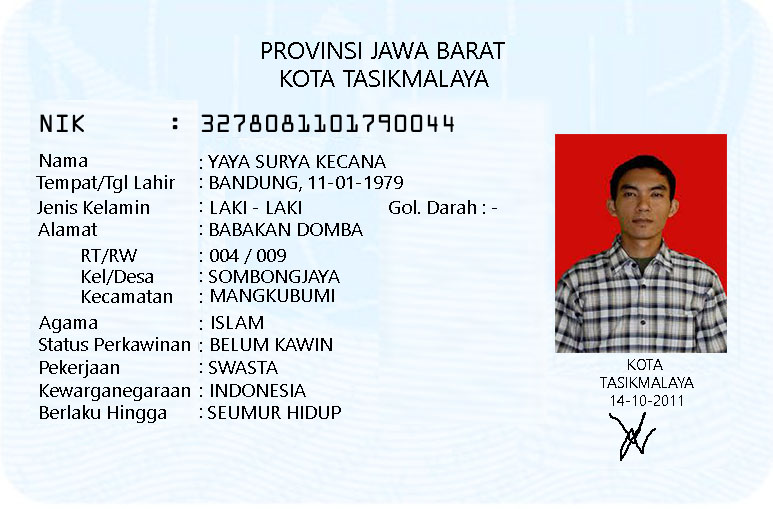 PROVINSI JAWA BARAT
KOTA TASIKMALAYA
NIK : 3278081101790044
Nama : YAYA SURYA KECANA
Tempat/Tgl Lahir : BANDUNG, 11-01-1979
Jenis Kelamin : LAKI - LAKI Gol. Darah : -
Alamat : BABAKAN DOMBA
RT/RW : 004 / 009
Kel/Desa : SOMBONGJAYA
Kecamatan : MANGKUBUMI
Agama : ISLAM
Status Perkawinan : BELUM KAWIN
Pekerjaan : SWASTA
Kewarganegaraan : INDONESIA
Berlaku Hingga : SEUMUR HIDUP
KOTA
TASIKMALAYA
14-10-2011